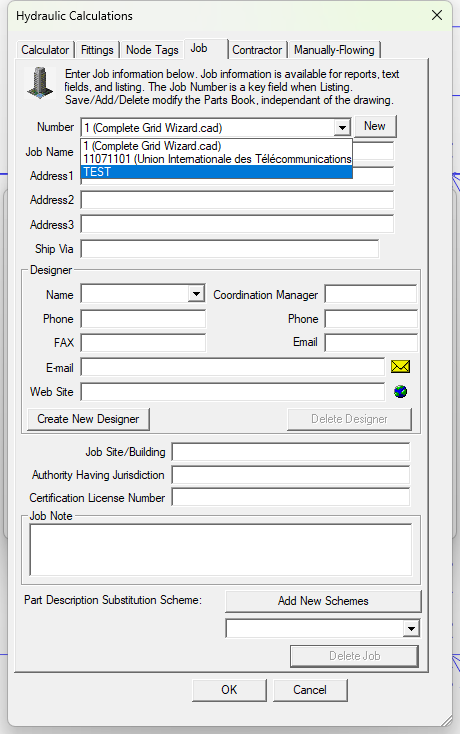 Hydraulic Calculations
Calculator Fittings Node Tags Job Contractor Manually-Flowing
Enter Job information below. Job information is available for reports, text
fields, and listing. The Job Number is a key field when Listing.
Save/Add/Delete modify the Parts Book, independant of the drawing.
Number 1 (Complete Grid Wizard.cad) New
1 (Complete Grid Wizard.cad)
Job Name 11071101 (Union Internationale des Télécommunications
Address1 TEST
Address2
Address3
Ship Via
Designer
Name Coordination Manager
Phone Phone
FAX Email
E-mail
Web Site
Create New Designer Delete Designer
Job Site/Building
Authority Having Jurisdiction
Certification License Number
Job Note
Part Description Substitution Scheme: Add New Schemes
Delete Job
OK Cancel